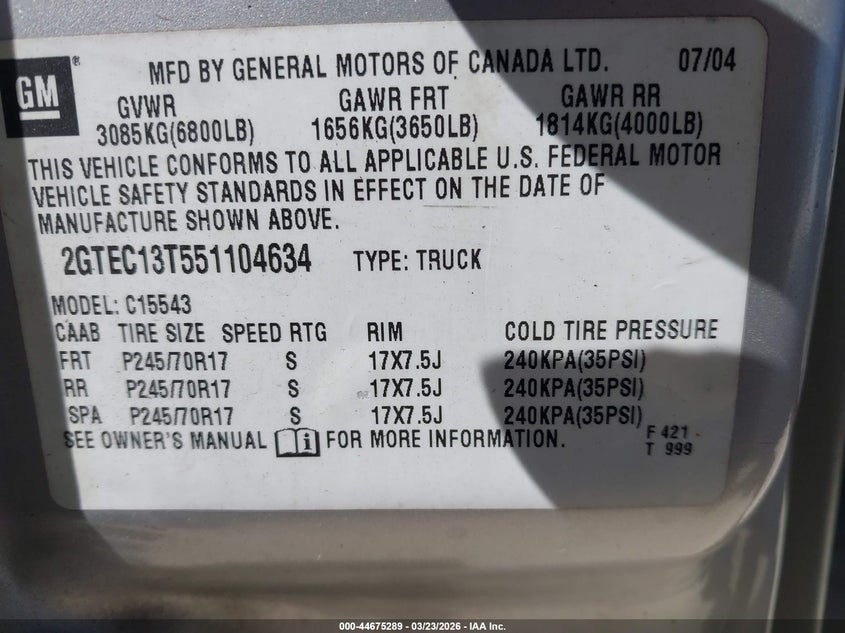 GM ®
MFD BY GENERAL MOTORS OF CANADA LTD. 07/04
GVWR GAWR FRT GAWR RR
3085KG(6800LB) 1656KG(3650LB) 1814KG(4000LB)
THIS VEHICLE CONFORMS TO ALL APPLICABLE U.S. FEDERAL MOTOR
VEHICLE SAFETY STANDARDS IN EFFECT ON THE DATE OF
MANUFACTURE SHOWN ABOVE.
2GTEC13T551104634 TYPE: TRUCK
MODEL: C15543
CAAB TIRE SIZE SPEED RTG RIM COLD TIRE PRESSURE
FRT P245/70R17 S 17X7.5J 240KPA(35PSI)
RR P245/70R17 S 17X7.5J 240KPA(35PSI)
SPA P245/70R17 S 17X7.5J 240KPA(35PSI)
SEE OWNER'S MANUAL i FOR MORE INFORMATION.
F 421
T 999
000-44675289 - 03/23/2026 - IAA Inc.